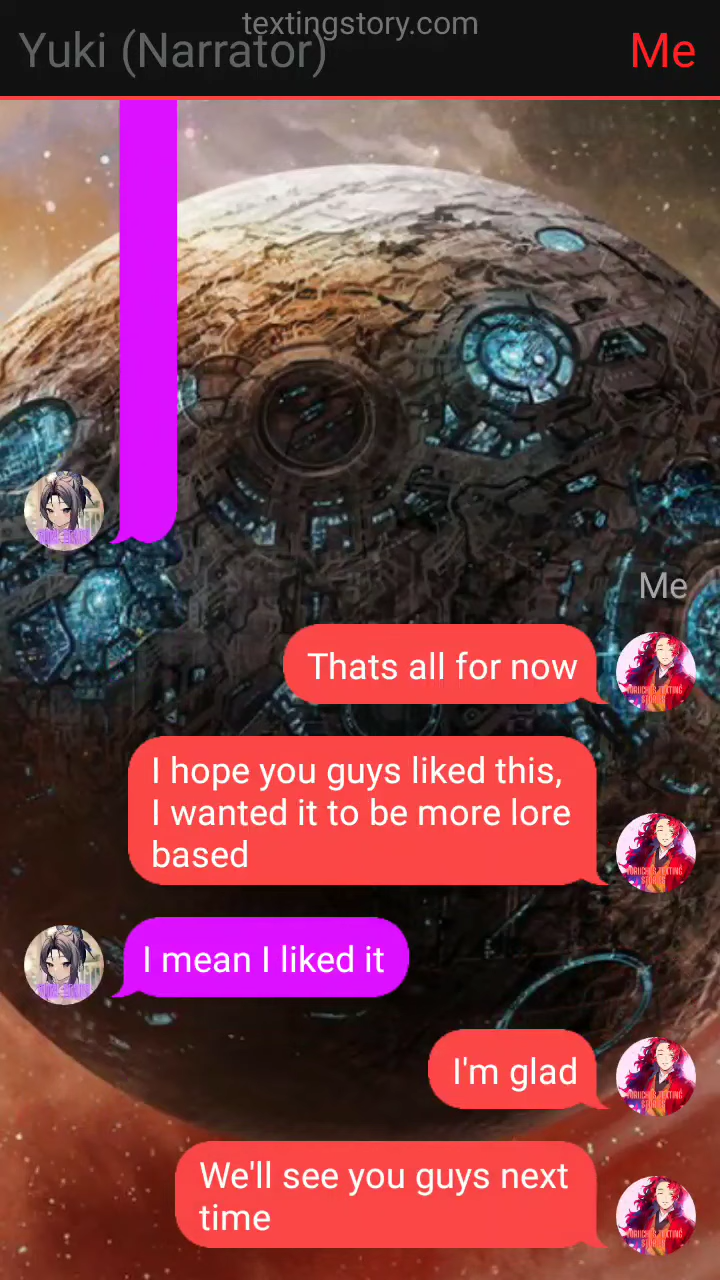 textingstory.com
Yuki (Narrator)
Me
Me
Thats all for now
I hope you guys liked this,
I wanted it to be more lore
based
I mean I liked it
I'm glad
We'll see you guys next
time